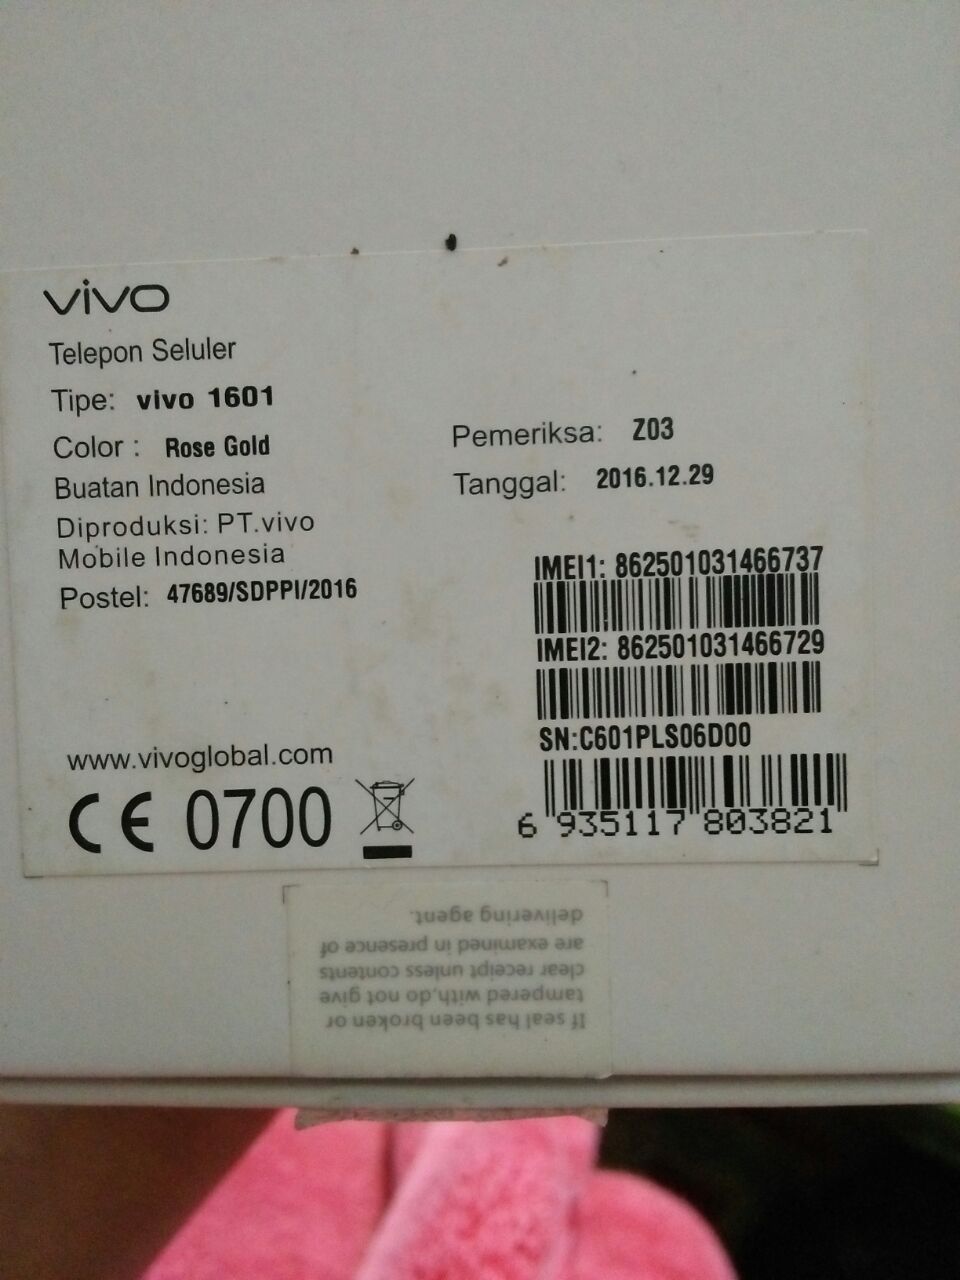 vivo
Telepon Seluler
Tipe: vivo 1601
Color : Rose Gold
Buatan Indonesia
Diproduksi: PT.vivo
Mobile Indonesia
Postel: 47689/SDPPI/2016
Pemeriksa: Z03
Tanggal: 2016.12.29
IMEI1: 862501031466737
IMEI2: 862501031466729
SN:C601PLS06D00
6 935117 803821
www.vivoglobal.com
CE 0700
If seal has been broken or
tampered with,do not give
clear receipt unless contents
are examined in presence of
delivering agent.